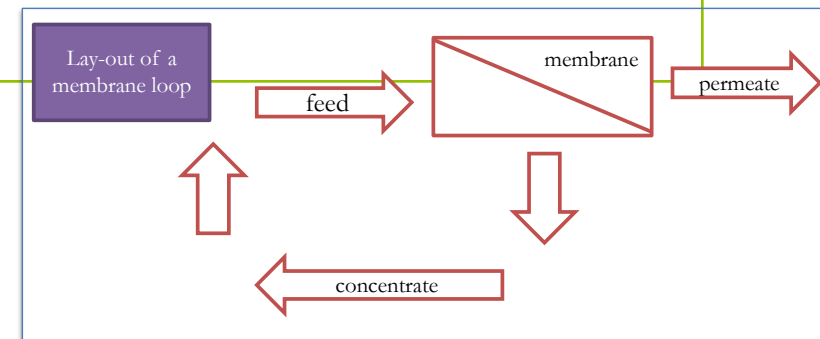 Lay-out of a
membrane loop
membrane
feed
permeate
concentrate